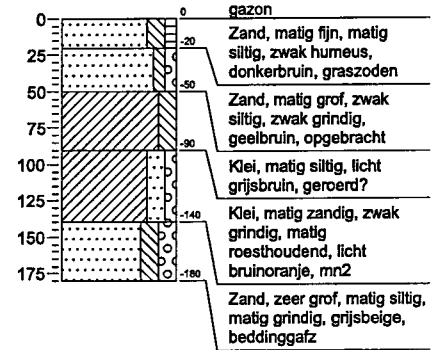 0
25
50
75
100
125
150
175
0
-20
-50
-90
-140
-180
gazon
Zand, matig fijn, matig
siltig, zwak humeus,
donkerbruin, graszoden
Zand, matig grof, zwak
siltig, zwak grindig,
geelbruin, opgebracht
Klei, matig siltig, licht
grijsbruin, geroerd?
Klei, matig zandig, zwak
grindig, matig
roesthoudend, licht
bruinoranje, mn2
Zand, zeer grof, matig siltig,
matig grindig, grijsbeige,
beddinggafz